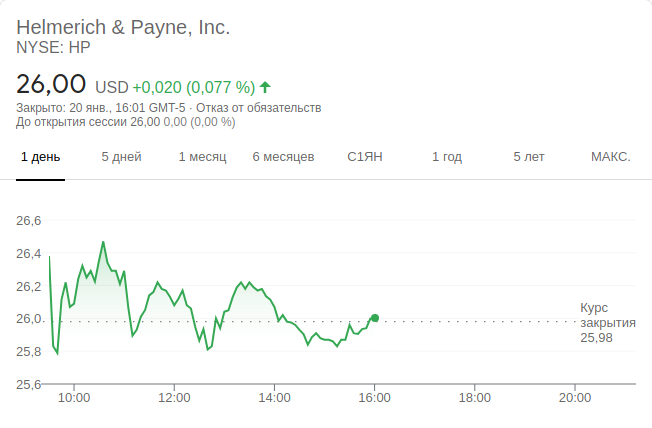 Helmerich & Payne, Inc.
NYSE: HP
26,00 USD +0,020 (0,077 %)
Закрыто: 20 янв., 16:01 GMT-5 · Отказ от обязательств
До открытия сессии 26,00 0,00 (0,00 %)
1 день 5 дней 1 месяц 6 месяцев С1ЯН 1 год 5 лет МАКС.
26,6
26,4
26,2
26,0
25,8
25,6
Курс
закрытия
25,98
10:00 12:00 14:00 16:00 18:00 20:00